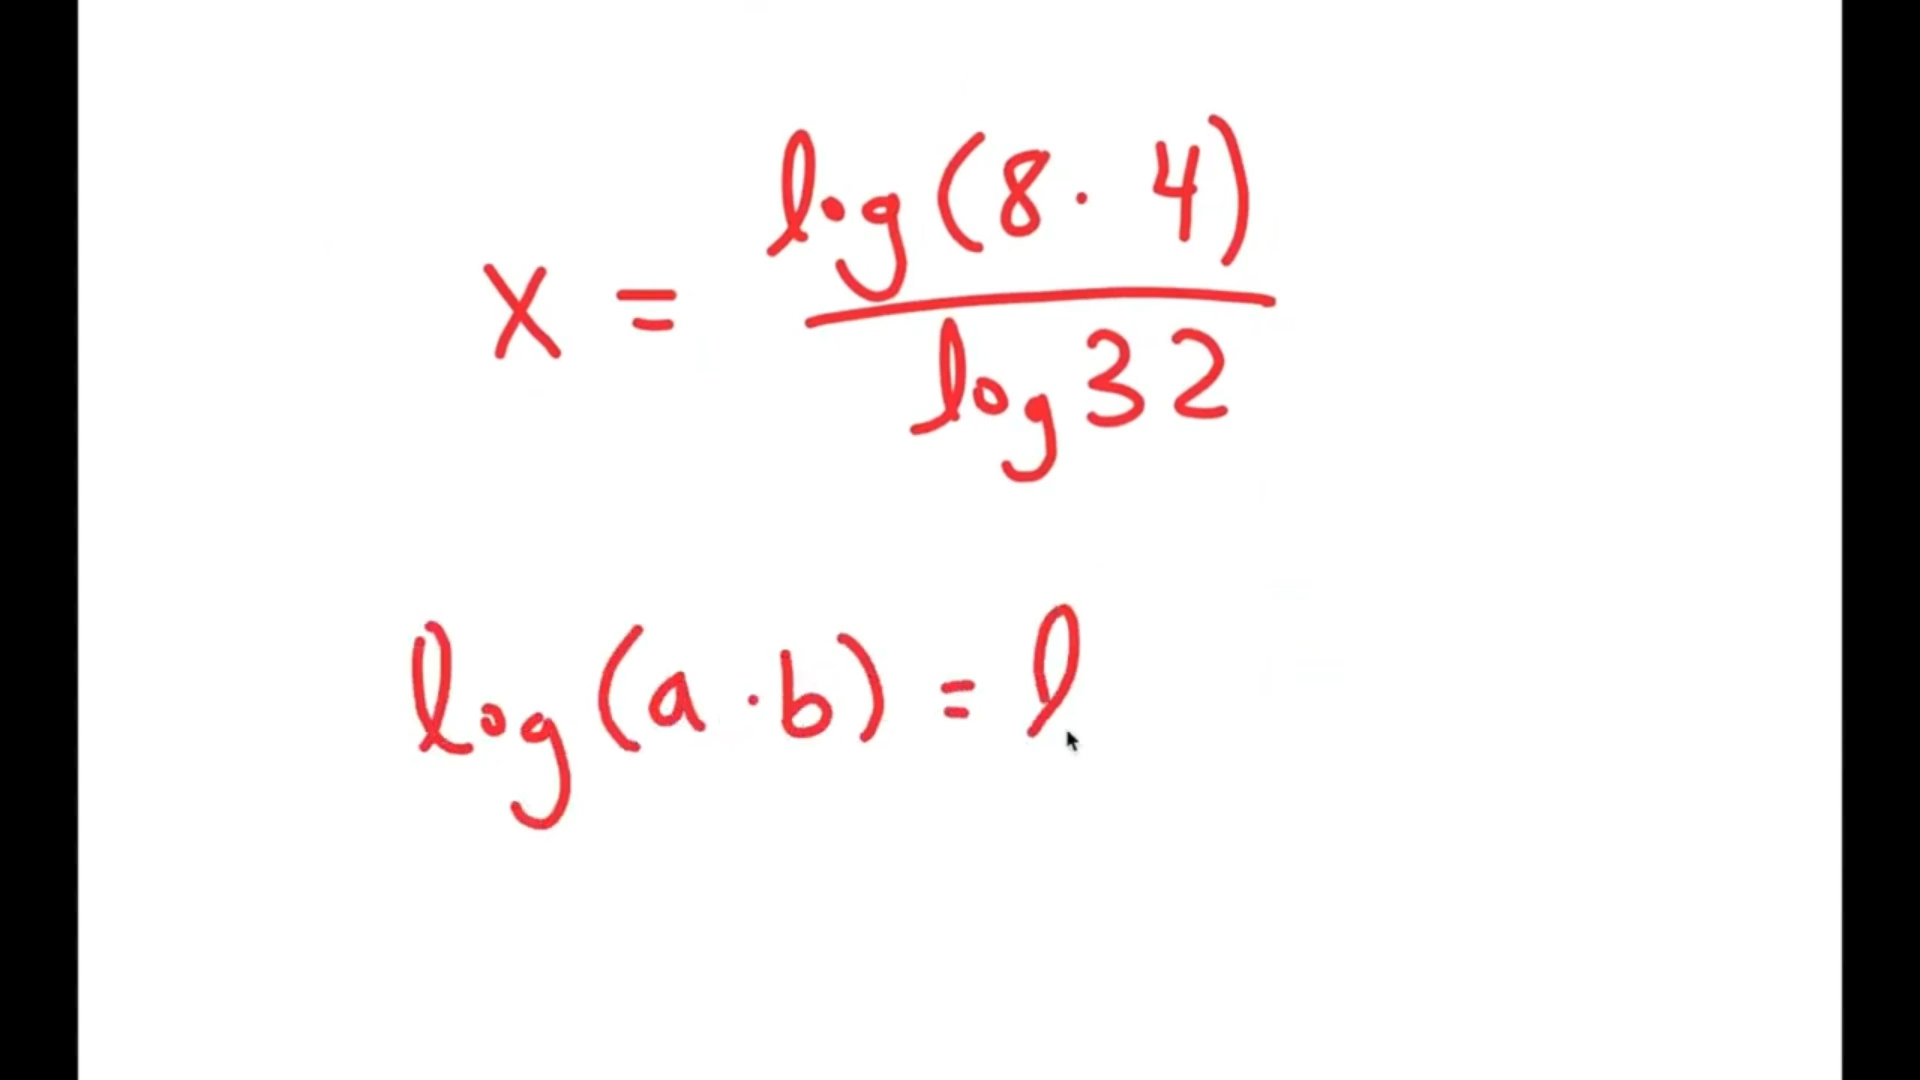 x = log(8 · 4) / log 32
log(a · b) = l